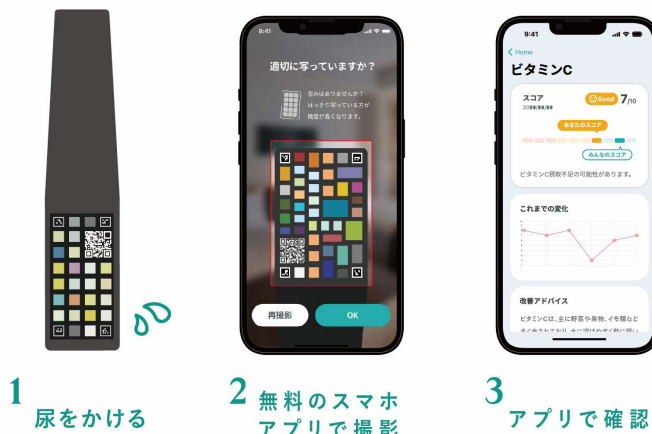 1
尿をかける
9:41
適切に写っていますか？
歪みはありませんか？
はっきり写っている方が
精度が高くなります。
再撮影
OK
2
無料のスマホ
アプリで撮影
9:41
Home
ビタミンC
スコア
Good
7/10
あなたのスコア
みんなのスコア
ビタミンC摂取不足の可能性があります。
これまでの変化
改善アドバイス
ビタミンCは、主に野菜や果物、イモ類など
3
アプリで確認